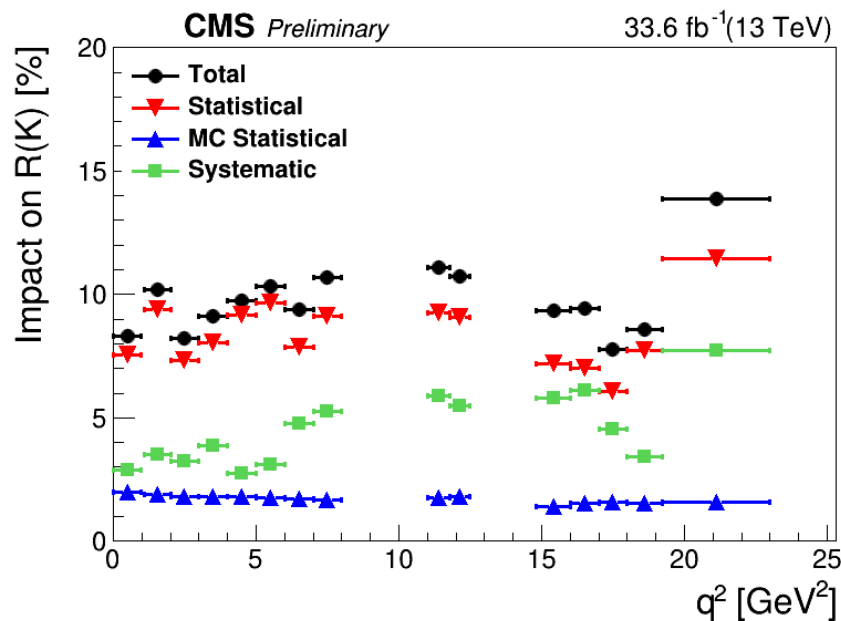 CMS Preliminary 33.6 fb⁻¹(13 TeV)
Impact on R(K) [%]
20
15
10
5
0
Total
Statistical
MC Statistical
Systematic
0 5 10 15 20 25
q² [GeV²]